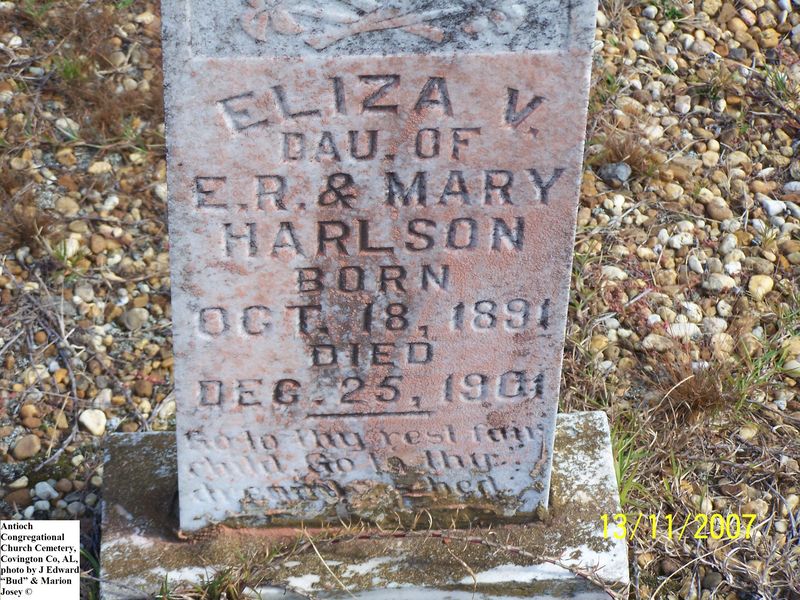 ELIZA V.
DAU. OF
E.R. & MARY
HARLSON
BORN
OCT. 18, 1891
DIED
DEC. 25, 1901
Go to thy rest fair
child, Go to thy
bed
13/11/2007
Antioch
Congregational
Church Cemetery,
Covington Co, AL,
photo by J Edward
"Bud" & Marion
Josey ©